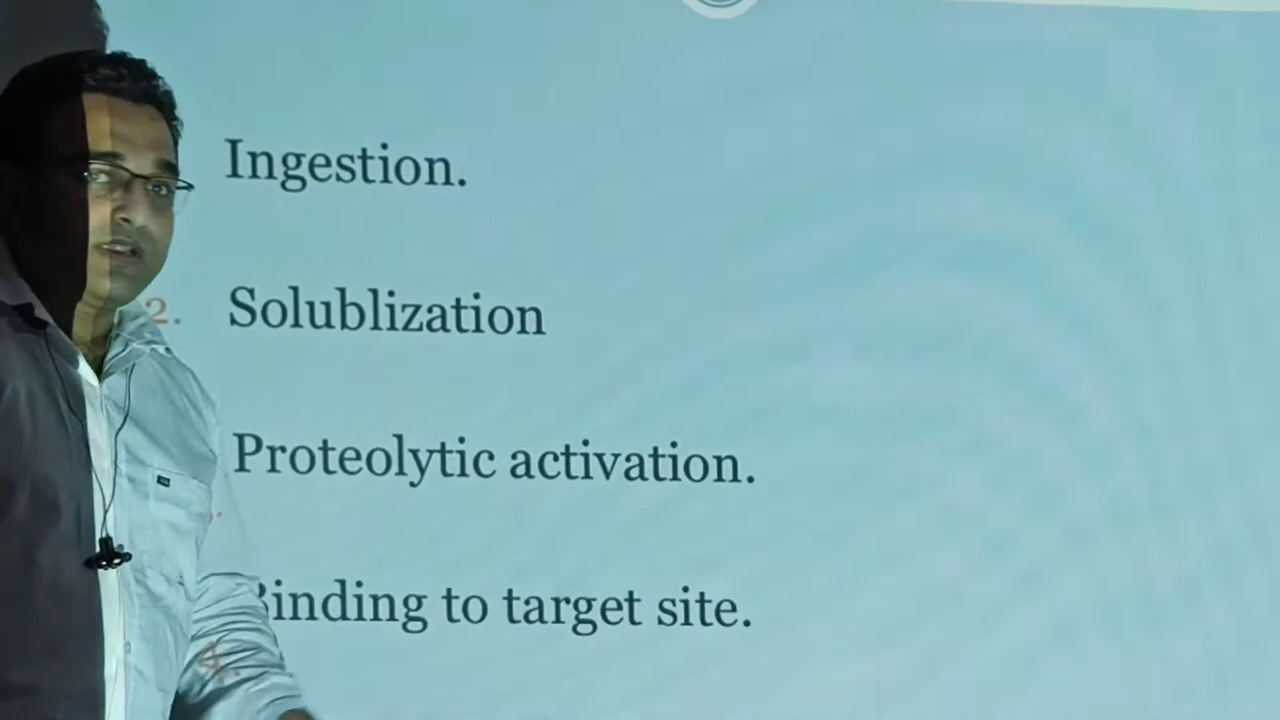 Ingestion.
2. Solublization
Proteolytic activation.
Binding to target site.